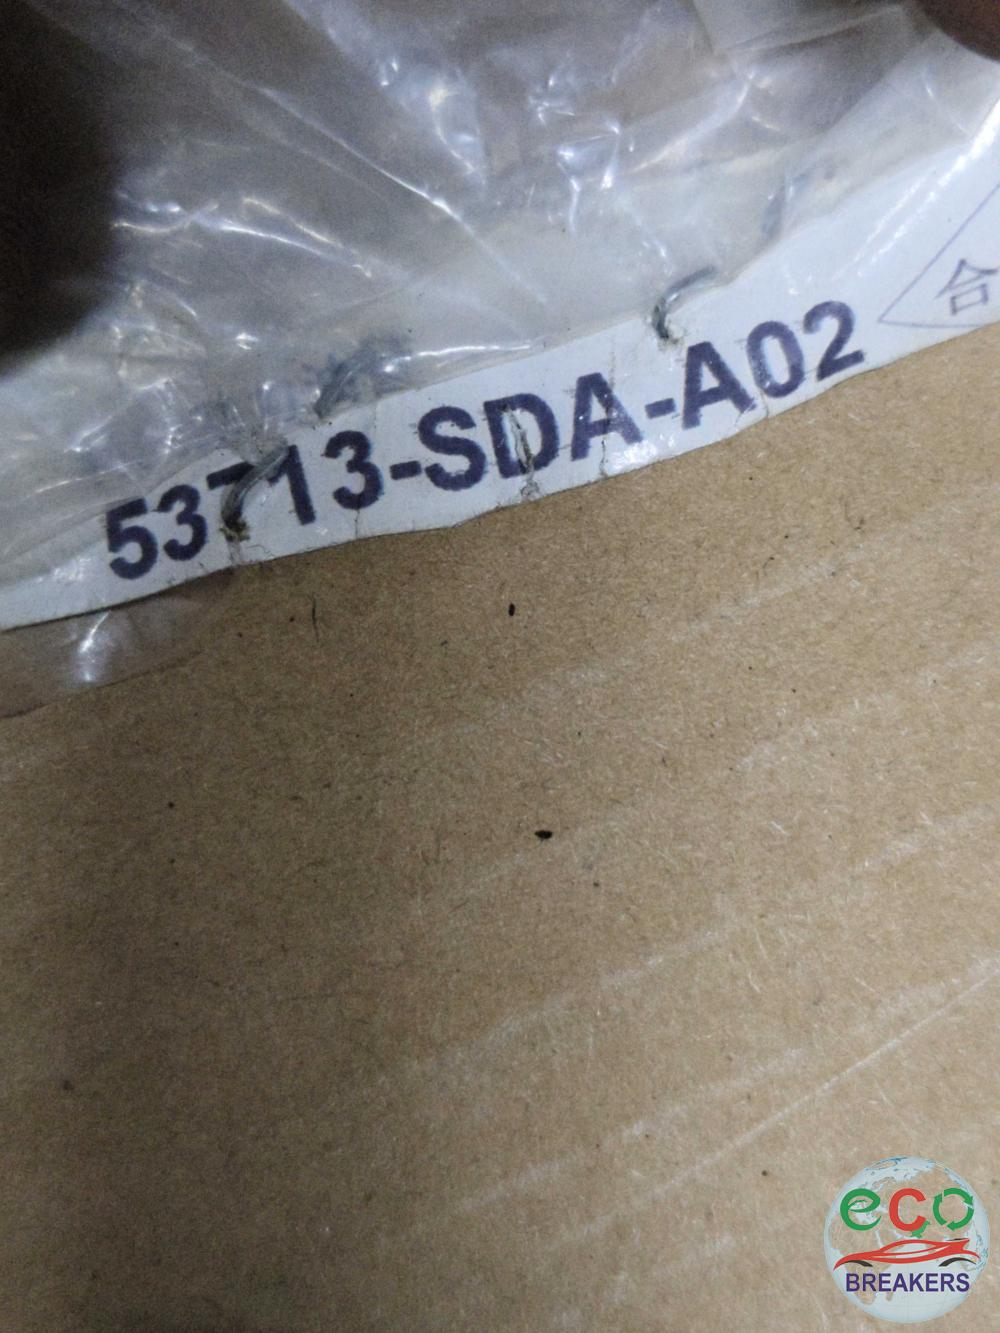 合
53713-SDA-A02
eco
BREAKERS